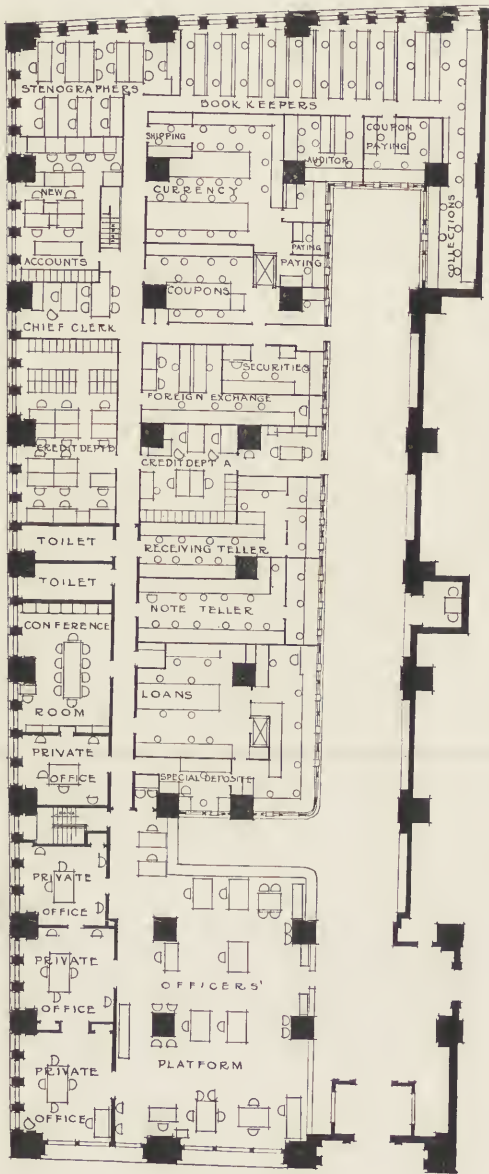 STENOGRAPHERS
BOOK KEEPERS
SHIPPING
COUPON
PAYING
AUDITOR
NEW
CURRENCY
COLLECTIONS
PAYING
PAYING
ACCOUNTS
COUPONS
CHIEF CLERK
SECURITIES
FOREIGN EXCHANGE
CREDIT DEPT B
CREDIT DEPT A
TOILET
RECEIVING TELLER
TOILET
NOTE TELLER
CONFERENCE
ROOM
LOANS
PRIVATE
OFFICE
SPECIAL DEPOSITS
PRIVATE
OFFICE
PRIVATE
OFFICE
OFFICERS'
PLATFORM
PRIVATE
OFFICE